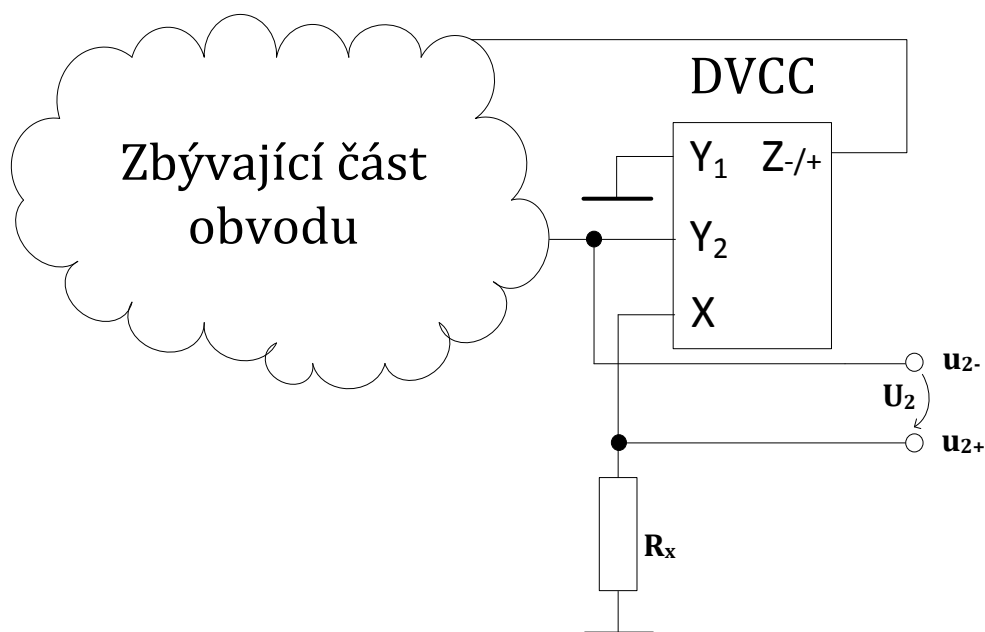 DVCC
Zbývající část
obvodu
Y₁ Z-/+
Y₂
X
u₂-
U₂
u₂+
Rₓ